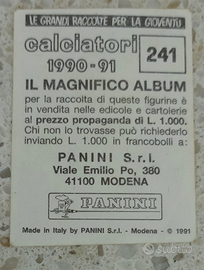 LE GRANDI RACCOLTE PER LA GIOVENTÙ
calciatori
1990-91
241
IL MAGNIFICO ALBUM
per la raccolta di queste figurine è
in vendita nelle edicole e cartolerie
al prezzo propaganda di L. 1.000.
Chi non lo trovasse può richiederlo
inviando L. 1.000 in francobolli a:
PANINI S.r.l.
Viale Emilio Po, 380
41100 MODENA
PANINI
Made in Italy by PANINI S.r.l. - Modena - © 1991
subito